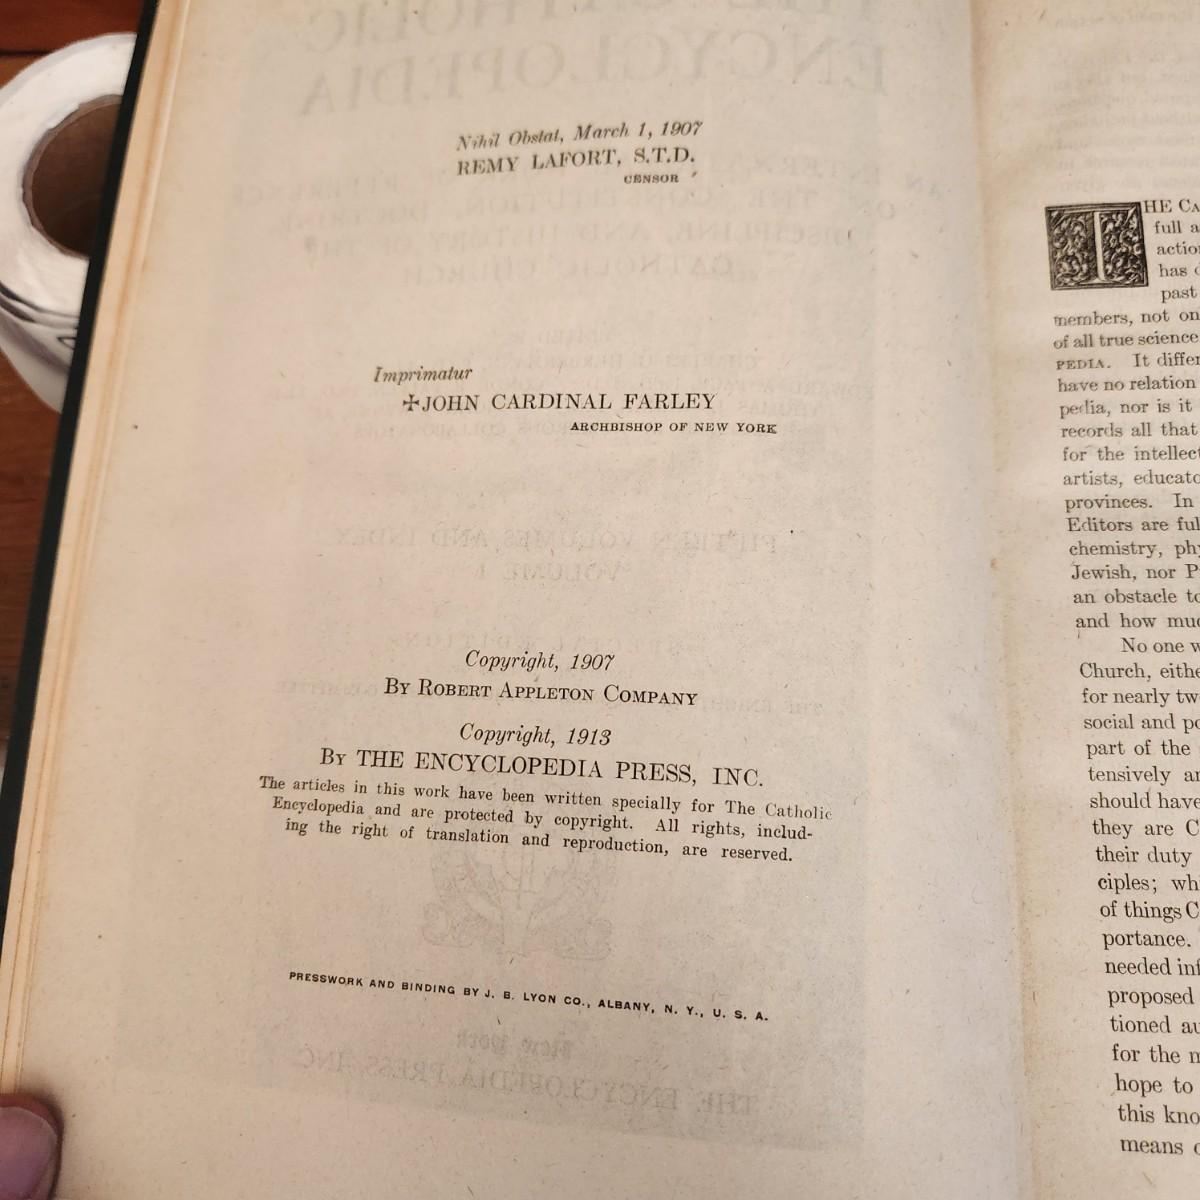 Nihil Obstat, March 1, 1907
REMY LAFORT, S.T.D.
CENSOR
Imprimatur
✠JOHN CARDINAL FARLEY
ARCHBISHOP OF NEW YORK
Copyright, 1907
BY ROBERT APPLETON COMPANY
Copyright, 1913
BY THE ENCYCLOPEDIA PRESS, INC.
The articles in this work have been written specially for The Catholic
Encyclopedia and are protected by copyright. All rights, includ-
ing the right of translation and reproduction, are reserved.
PRESSWORK AND BINDING BY J. B. LYON CO., ALBANY, N. Y., U. S. A.
THE CA
full a
actio
has
past
members, not on
of all true science
PEDIA. It differ
have no relation
pedia, nor is it
records all that
for the intellect
artists, educato
provinces. In
Editors are ful
chemistry, phy
Jewish, nor P
an obstacle to
and how muc
No one w
Church, eithe
for nearly tw
social and po
part of the
tensively an
should have
they are C
their duty
ciples; wh
of things C
portance.
needed inf
proposed
tioned au
for the m
hope to
this kno
means o